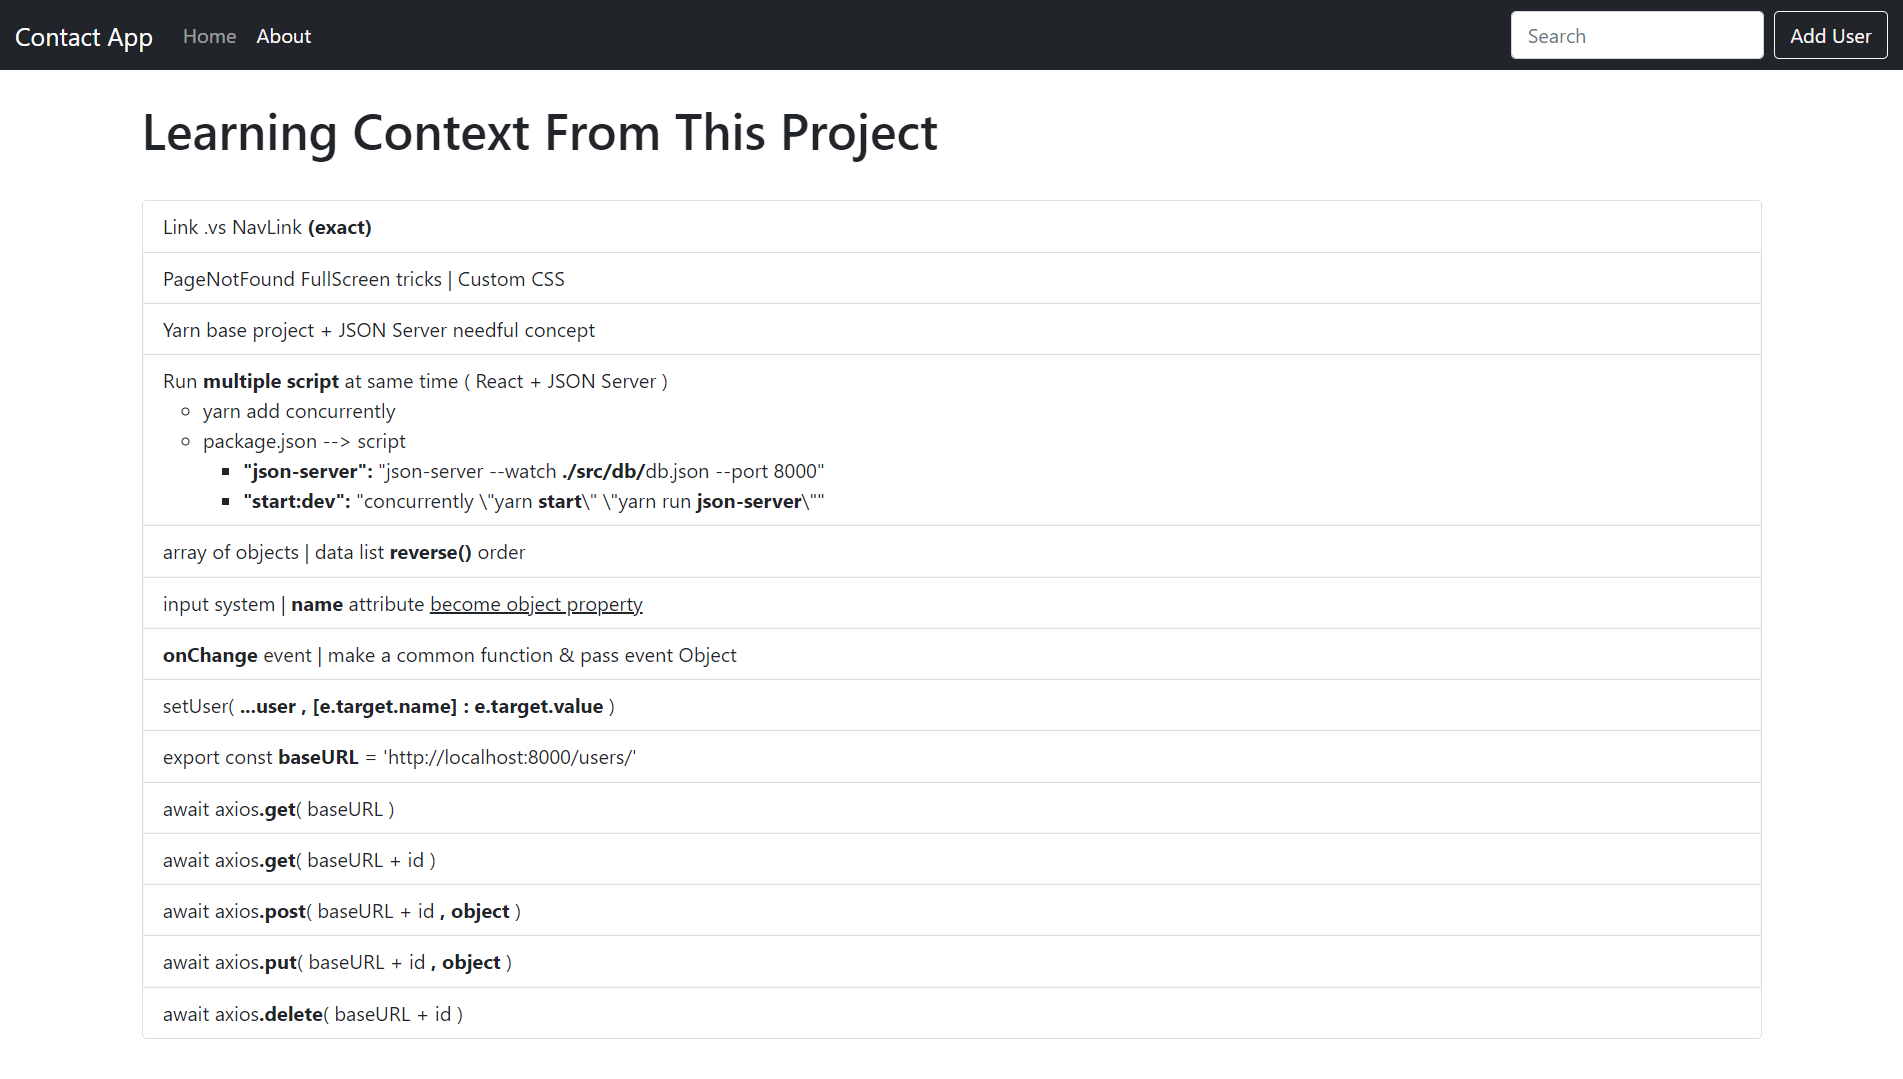 Contact App Home About Search Add User
Learning Context From This Project
Link .vs NavLink (exact)
PageNotFound FullScreen tricks | Custom CSS
Yarn base project + JSON Server needful concept
Run multiple script at same time ( React + JSON Server )
yarn add concurrently
package.json --> script
"json-server": "json-server --watch ./src/db/db.json --port 8000"
"start:dev": "concurrently \"yarn start\" \"yarn run json-server\""
array of objects | data list reverse() order
input system | name attribute become object property
onChange event | make a common function & pass event Object
setUser( ...user , [e.target.name] : e.target.value )
export const baseURL = 'http://localhost:8000/users/'
await axios.get( baseURL )
await axios.get( baseURL + id )
await axios.post( baseURL + id , object )
await axios.put( baseURL + id , object )
await axios.delete( baseURL + id )